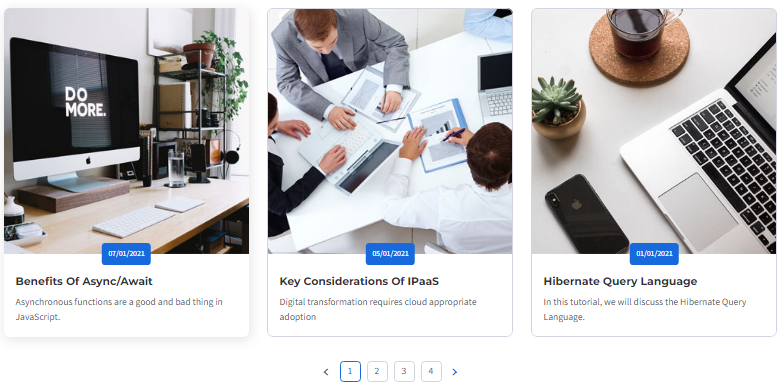 DO
MORE.
07/01/2021
Benefits Of Async/Await
Asynchronous functions are a good and bad thing in
JavaScript.
05/01/2021
Key Considerations Of IPaaS
Digital transformation requires cloud appropriate
adoption
01/01/2021
Hibernate Query Language
In this tutorial, we will discuss the Hibernate Query
Language.
1 2 3 4